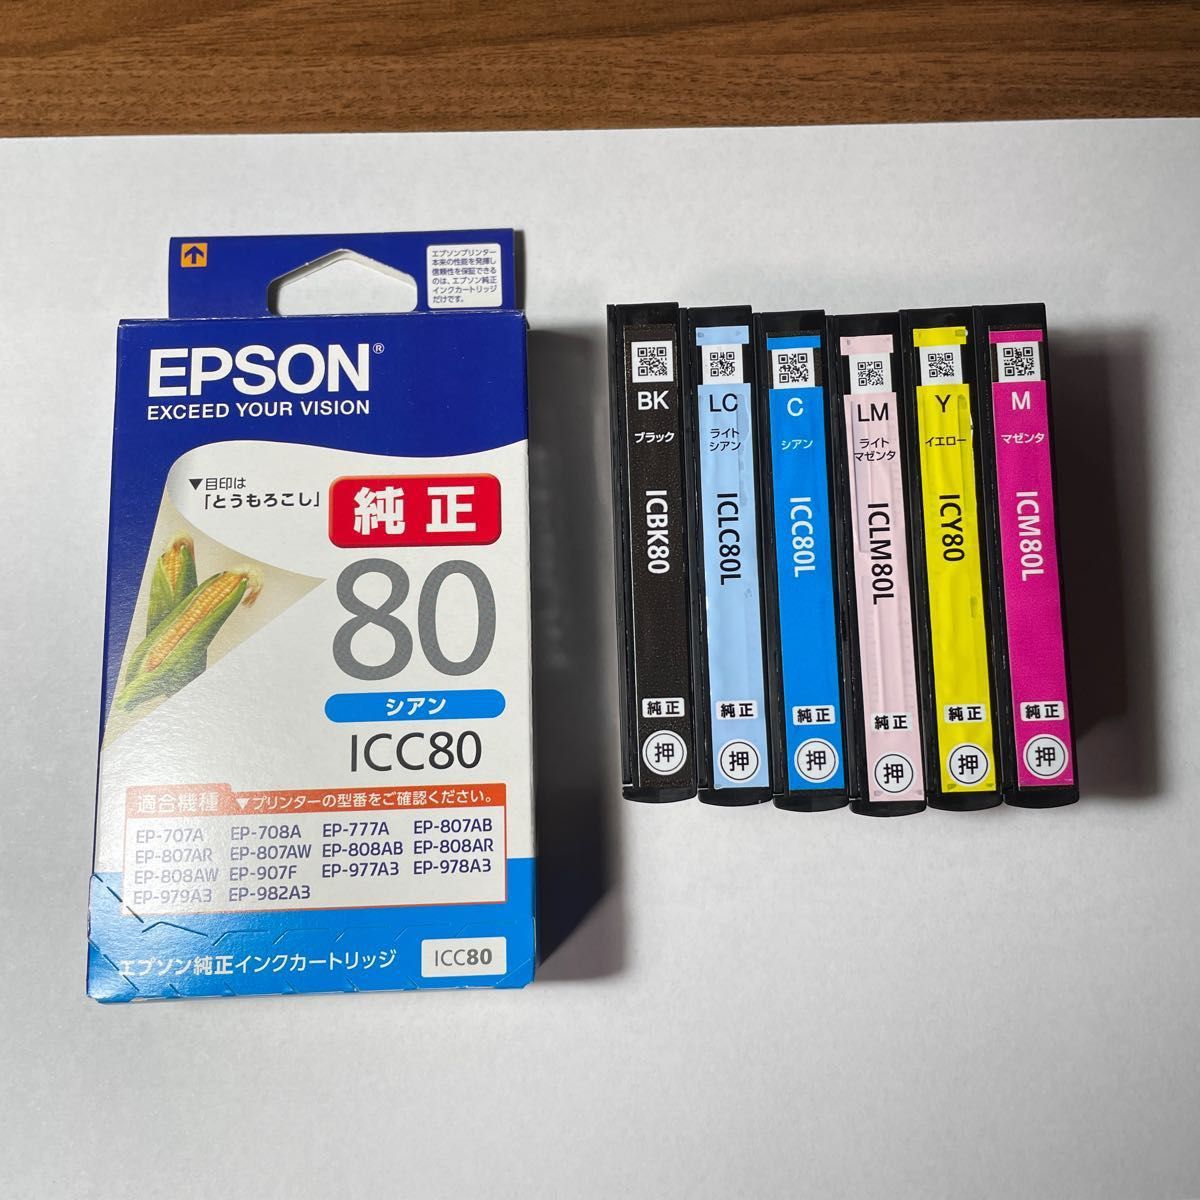 エプソンプリンター
本来の性能を発揮し
信頼性を保証できる
のは、エプソン純正
インクカートリッジ
だけです。
EPSON®
EXCEED YOUR VISION
▼目印は
「とうもろこし」
純正
80
シアン
ICC80
適合機種 ▼プリンターの型番をご確認ください。
EP-707A EP-708A EP-777A EP-807AB
EP-807AR EP-807AW EP-808AB EP-808AR
EP-808AW EP-907F EP-977A3 EP-978A3
EP-979A3 EP-982A3
エプソン純正インクカートリッジ ICC80
BK
ブラック
ICBK80
純正
押
LC
ライト
シアン
ICLC80L
純正
押
C
シアン
ICC80L
純正
押
LM
ライト
マゼンタ
ICLM80L
純正
押
Y
イエロー
ICY80
純正
押
M
マゼンタ
ICM80L
純正
押